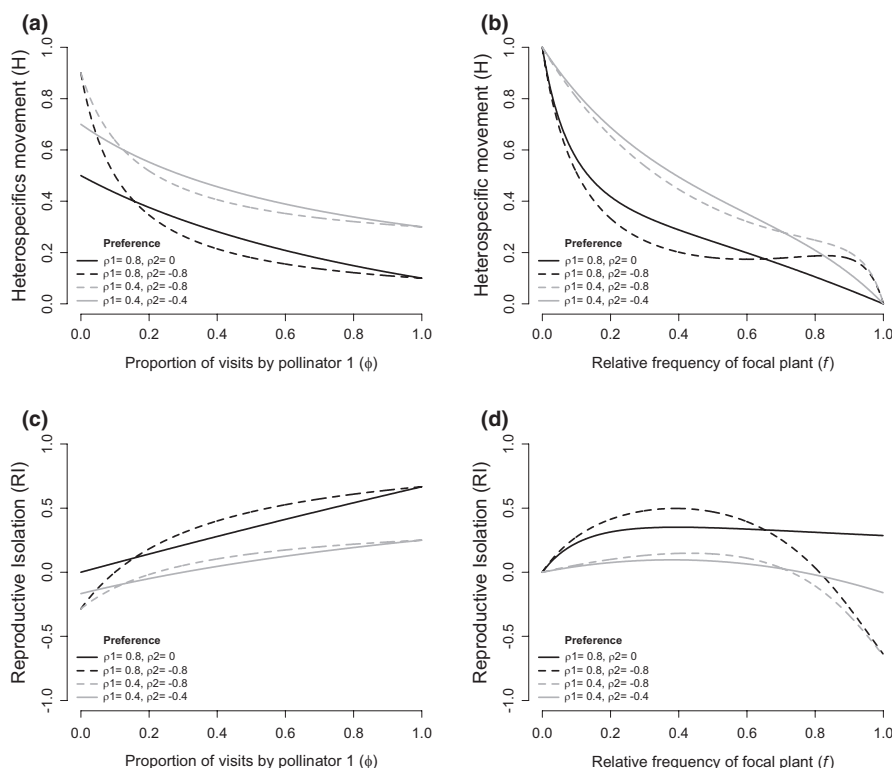 (a)
Heterospecifics movement (H)
1.0
0.8
0.6
0.4
0.2
0.0
Preference
ρ1= 0.8, ρ2= 0
ρ1= 0.8, ρ2= -0.8
ρ1= 0.4, ρ2= -0.8
ρ1= 0.4, ρ2= -0.4
0.0 0.2 0.4 0.6 0.8 1.0
Proportion of visits by pollinator 1 (ϕ)
(b)
Heterospecific movement (H)
1.0
0.8
0.6
0.4
0.2
0.0
Preference
ρ1= 0.8, ρ2= 0
ρ1= 0.8, ρ2= -0.8
ρ1= 0.4, ρ2= -0.8
ρ1= 0.4, ρ2= -0.4
0.0 0.2 0.4 0.6 0.8 1.0
Relative frequency of focal plant (f)
(c)
Reproductive Isolation (RI)
1.0
0.5
0.0
-0.5
-1.0
Preference
ρ1= 0.8, ρ2= 0
ρ1= 0.8, ρ2= -0.8
ρ1= 0.4, ρ2= -0.8
ρ1= 0.4, ρ2= -0.4
0.0 0.2 0.4 0.6 0.8 1.0
Proportion of visits by pollinator 1 (ϕ)
(d)
Reproductive Isolation (RI)
1.0
0.5
0.0
-0.5
-1.0
Preference
ρ1= 0.8, ρ2= 0
ρ1= 0.8, ρ2= -0.8
ρ1= 0.4, ρ2= -0.8
ρ1= 0.4, ρ2= -0.4
0.0 0.2 0.4 0.6 0.8 1.0
Relative frequency of focal plant (f)